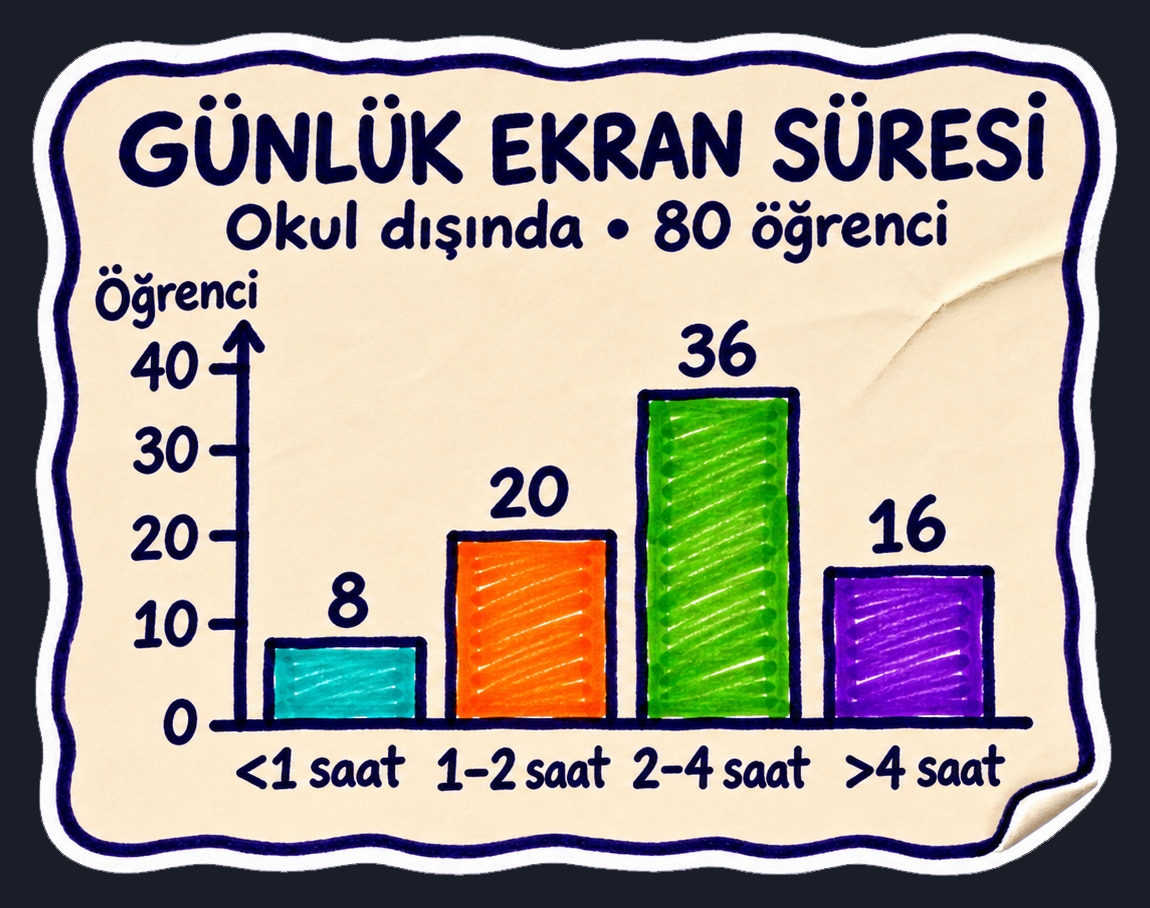 GÜNLÜK EKRAN SÜRESİ
Okul dışında • 80 öğrenci
Öğrenci
40
30
20
10
0
8
20
36
16
<1 saat 1-2 saat 2-4 saat >4 saat